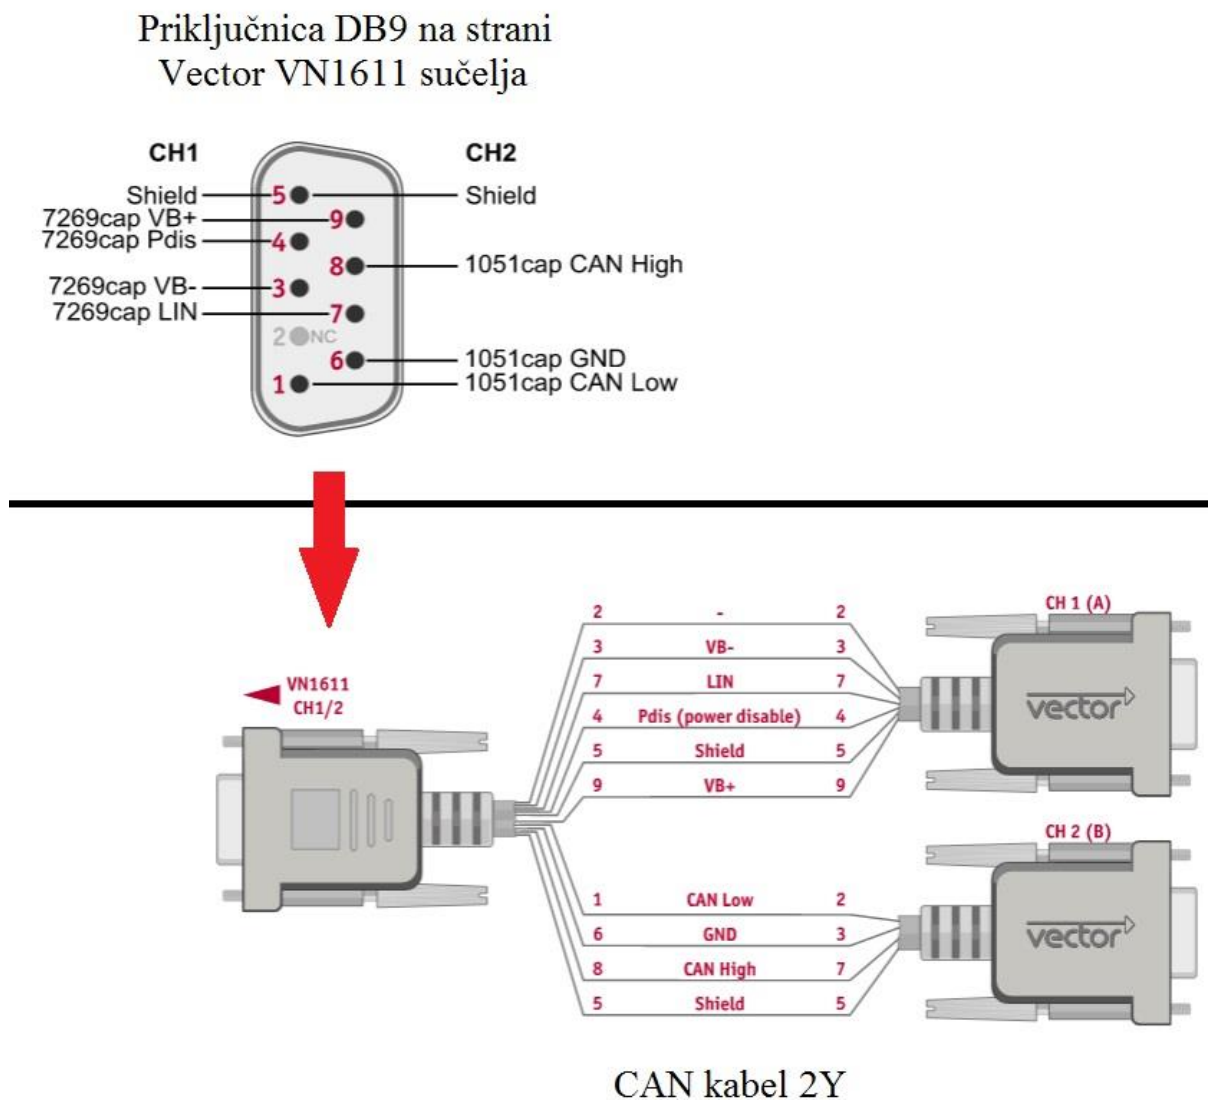 Priključnica DB9 na strani
Vector VN1611 sučelja
CH1 CH2
Shield 5 Shield
7269cap VB+ 9
7269cap Pdis 4
8 1051cap CAN High
7269cap VB- 3
7269cap LIN 7
2 NC
6 1051cap GND
1 1051cap CAN Low
CH 1 (A)
2 - 2
3 VB- 3
7 LIN 7
4 Pdis (power disable) 4
5 Shield 5
9 VB+ 9
vector
VN1611
CH1/2
CH 2 (B)
1 CAN Low 2
6 GND 3
8 CAN High 7
5 Shield 5
vector
CAN kabel 2Y